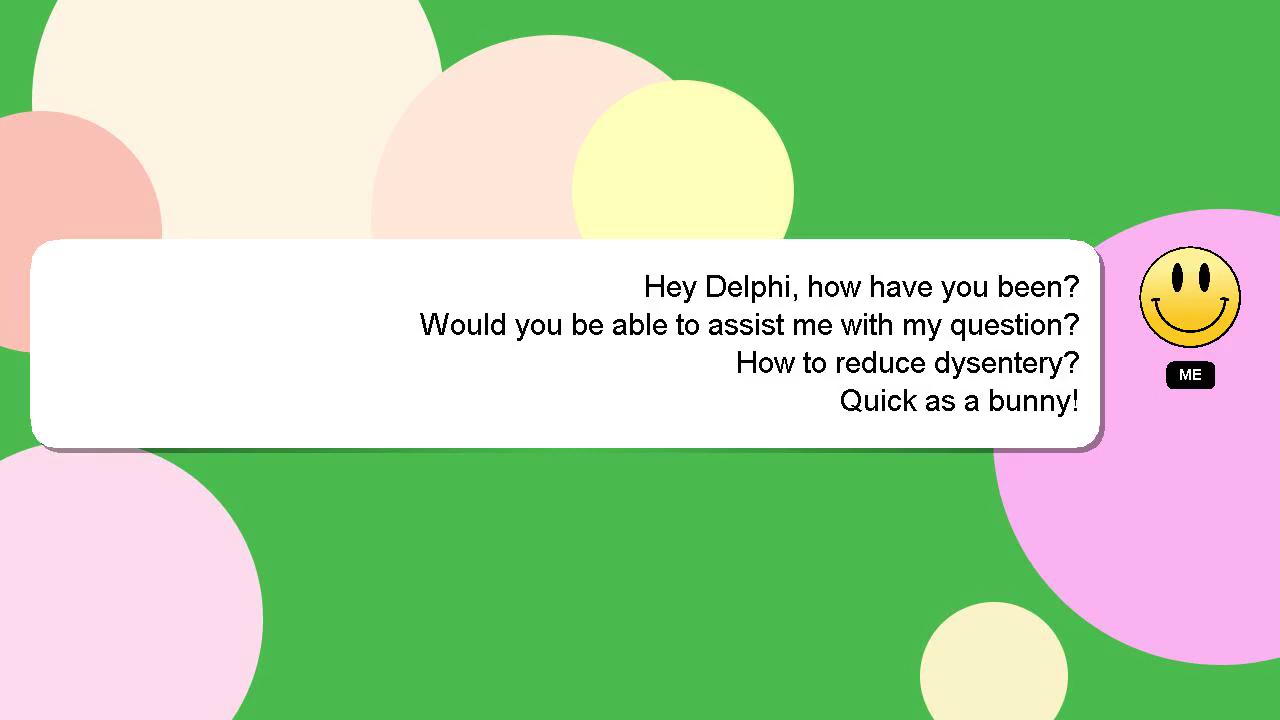 Hey Delphi, how have you been?
Would you be able to assist me with my question?
How to reduce dysentery?
Quick as a bunny!
ME